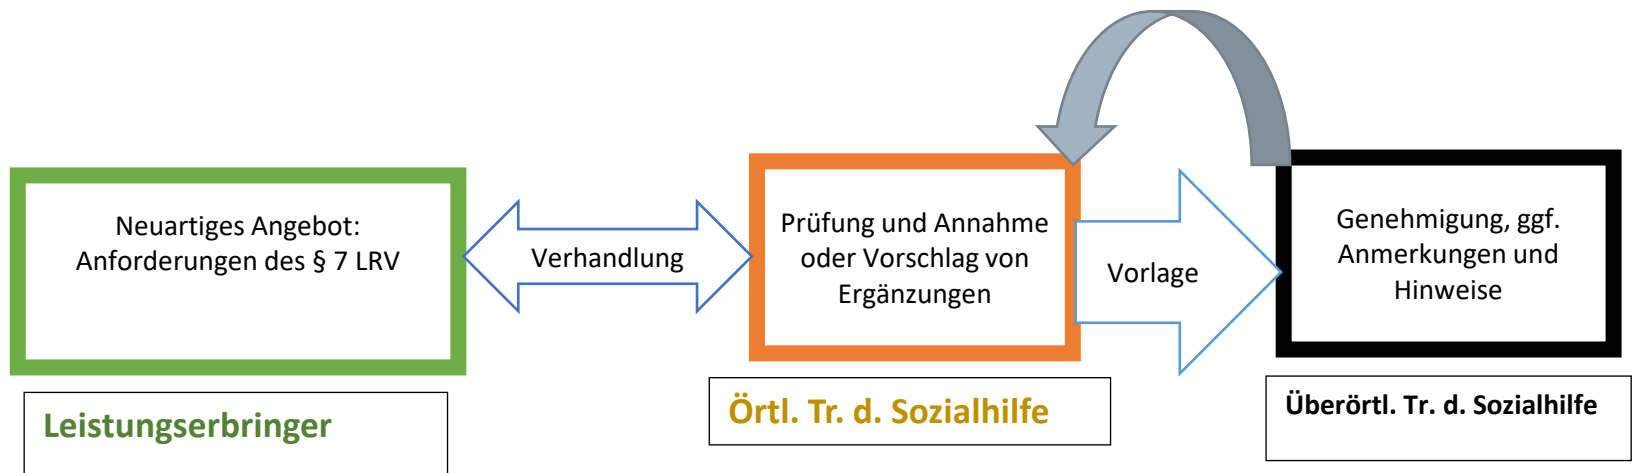 Neuartiges Angebot:
Anforderungen des § 7 LRV
Verhandlung
Prüfung und Annahme
oder Vorschlag von
Ergänzungen
Vorlage
Genehmigung, ggf.
Anmerkungen und
Hinweise
Leistungserbringer
Örtl. Tr. d. Sozialhilfe
Überörtl. Tr. d. Sozialhilfe